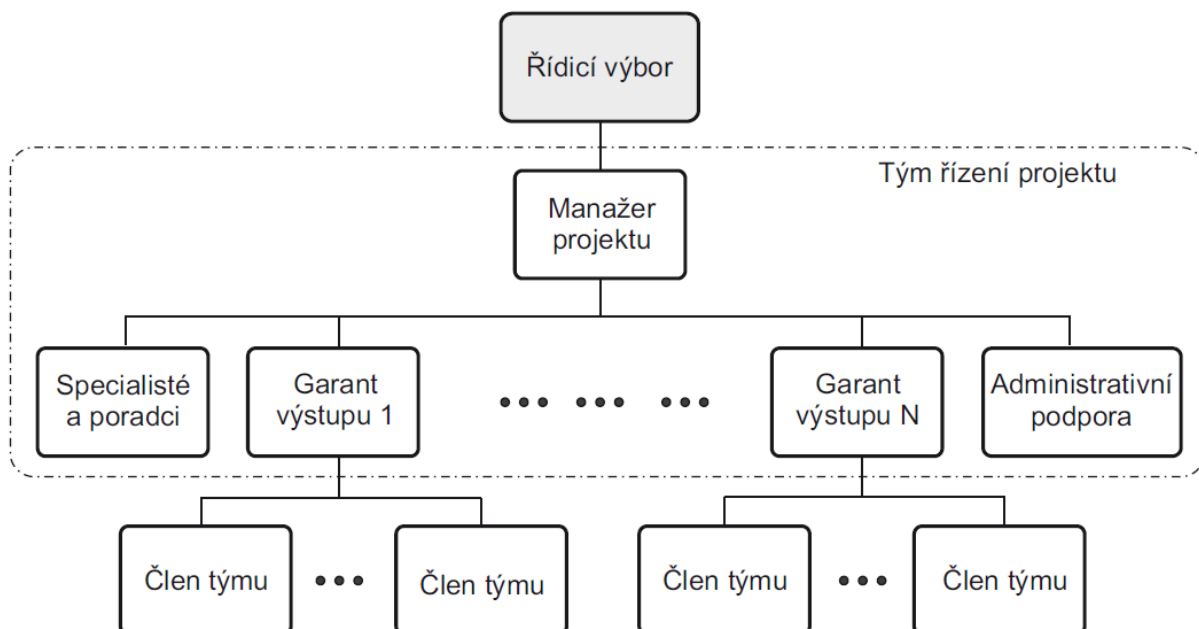 Řídicí výbor
Tým řízení projektu
Manažer
projektu
Specialisté
a poradci
Garant
výstupu 1
Garant
výstupu N
Administrativní
podpora
Člen týmu
Člen týmu
Člen týmu
Člen týmu